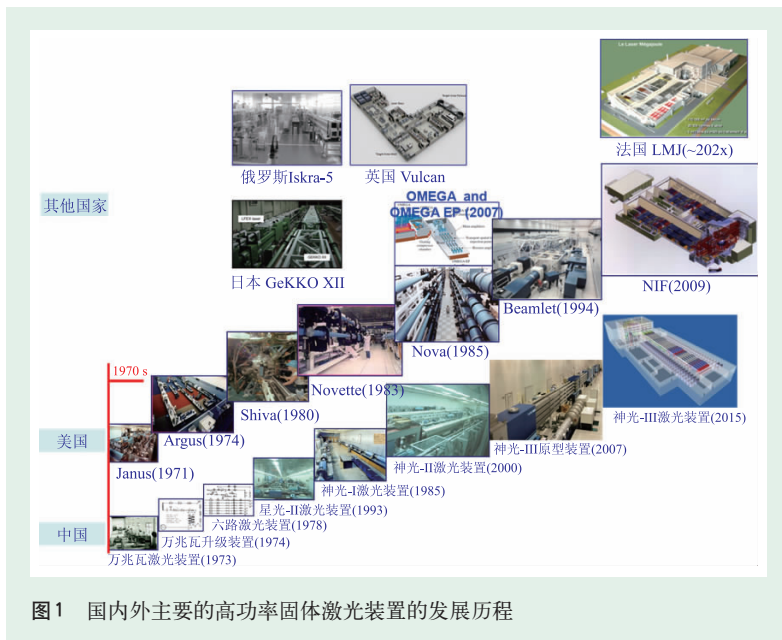 Le Laser Mégajoule
法国 LMJ(~202x)
俄罗斯Iskra-5
英国 Vulcan
其他国家
OMEGA and
OMEGA EP (2007)
LFEX laser
GEKKO-XII
日本 GeKKO XII
NIF(2009)
Beamlet(1994)
Nova(1985)
1970 s
Novette(1983)
Shiva(1980)
神光-III激光装置(2015)
美国
Argus(1974)
神光-III原型装置(2007)
Janus(1971)
神光-II激光装置(2000)
神光-I激光装置(1985)
星光-II激光装置(1993)
六路激光装置(1978)
中国
万兆瓦升级装置(1974)
万兆瓦激光装置(1973)
图1 国内外主要的高功率固体激光装置的发展历程